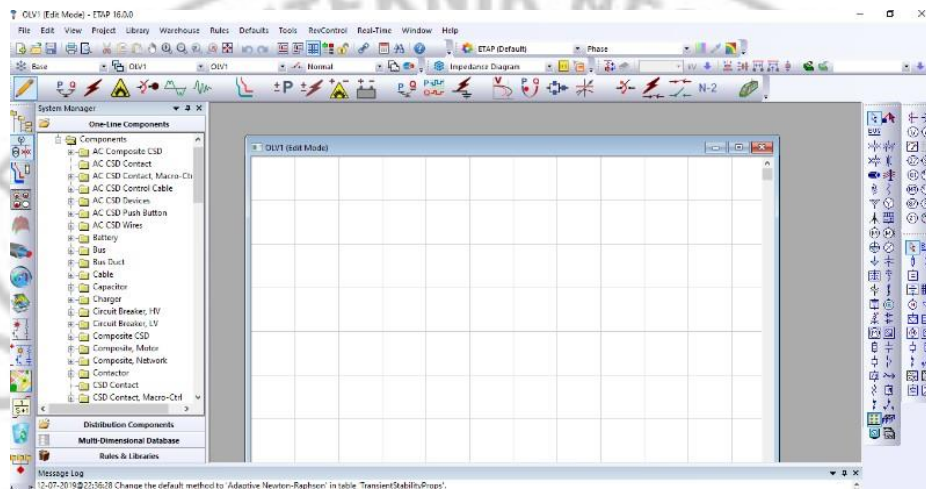 OLV1 (Edit Mode) - ETAP 16.0.0
File Edit View Project Library Warehouse Rules Defaults Tools RevControl Real-Time Window Help
ETAP (Default) Phase
Base OLV1 OLV1 Normal Impedance Diagram kV
N-2
System Manager
One-Line Components
Components
AC Composite CSD
AC CSD Contact
AC CSD Contact, Macro-Ch
AC CSD Control Cable
AC CSD Devices
AC CSD Push Button
AC CSD Wires
Battery
Bus
Bus Duct
Cable
Capacitor
Charger
Circuit Breaker, HV
Circuit Breaker, LV
Composite CSD
Composite, Motor
Composite, Network
Contactor
CSD Contact
CSD Contact, Macro-Ctrl
Distribution Components
Multi-Dimensional Database
Rules & Libraries
OLV1 (Edit Mode)
BUS
Message Log
12-07-2019@22:36:28 Change the default method to 'Adaptive Newton-Raphson' in table 'TransientStabilityProps'.